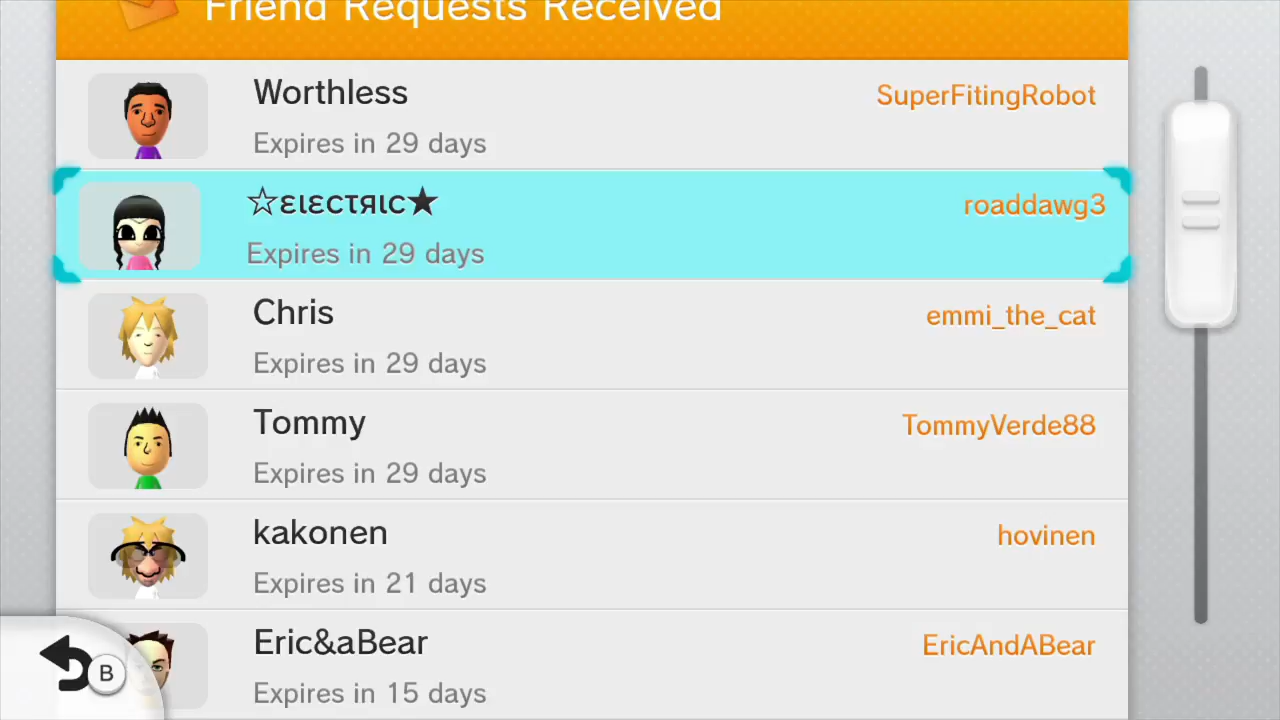 Friend Requests Received
Worthless
SuperFitingRobot
Expires in 29 days
☆ειεcτяιc★
roaddawg3
Expires in 29 days
Chris
emmi_the_cat
Expires in 29 days
Tommy
TommyVerde88
Expires in 29 days
kakonen
hovinen
Expires in 21 days
Eric&aBear
EricAndABear
Expires in 15 days
B